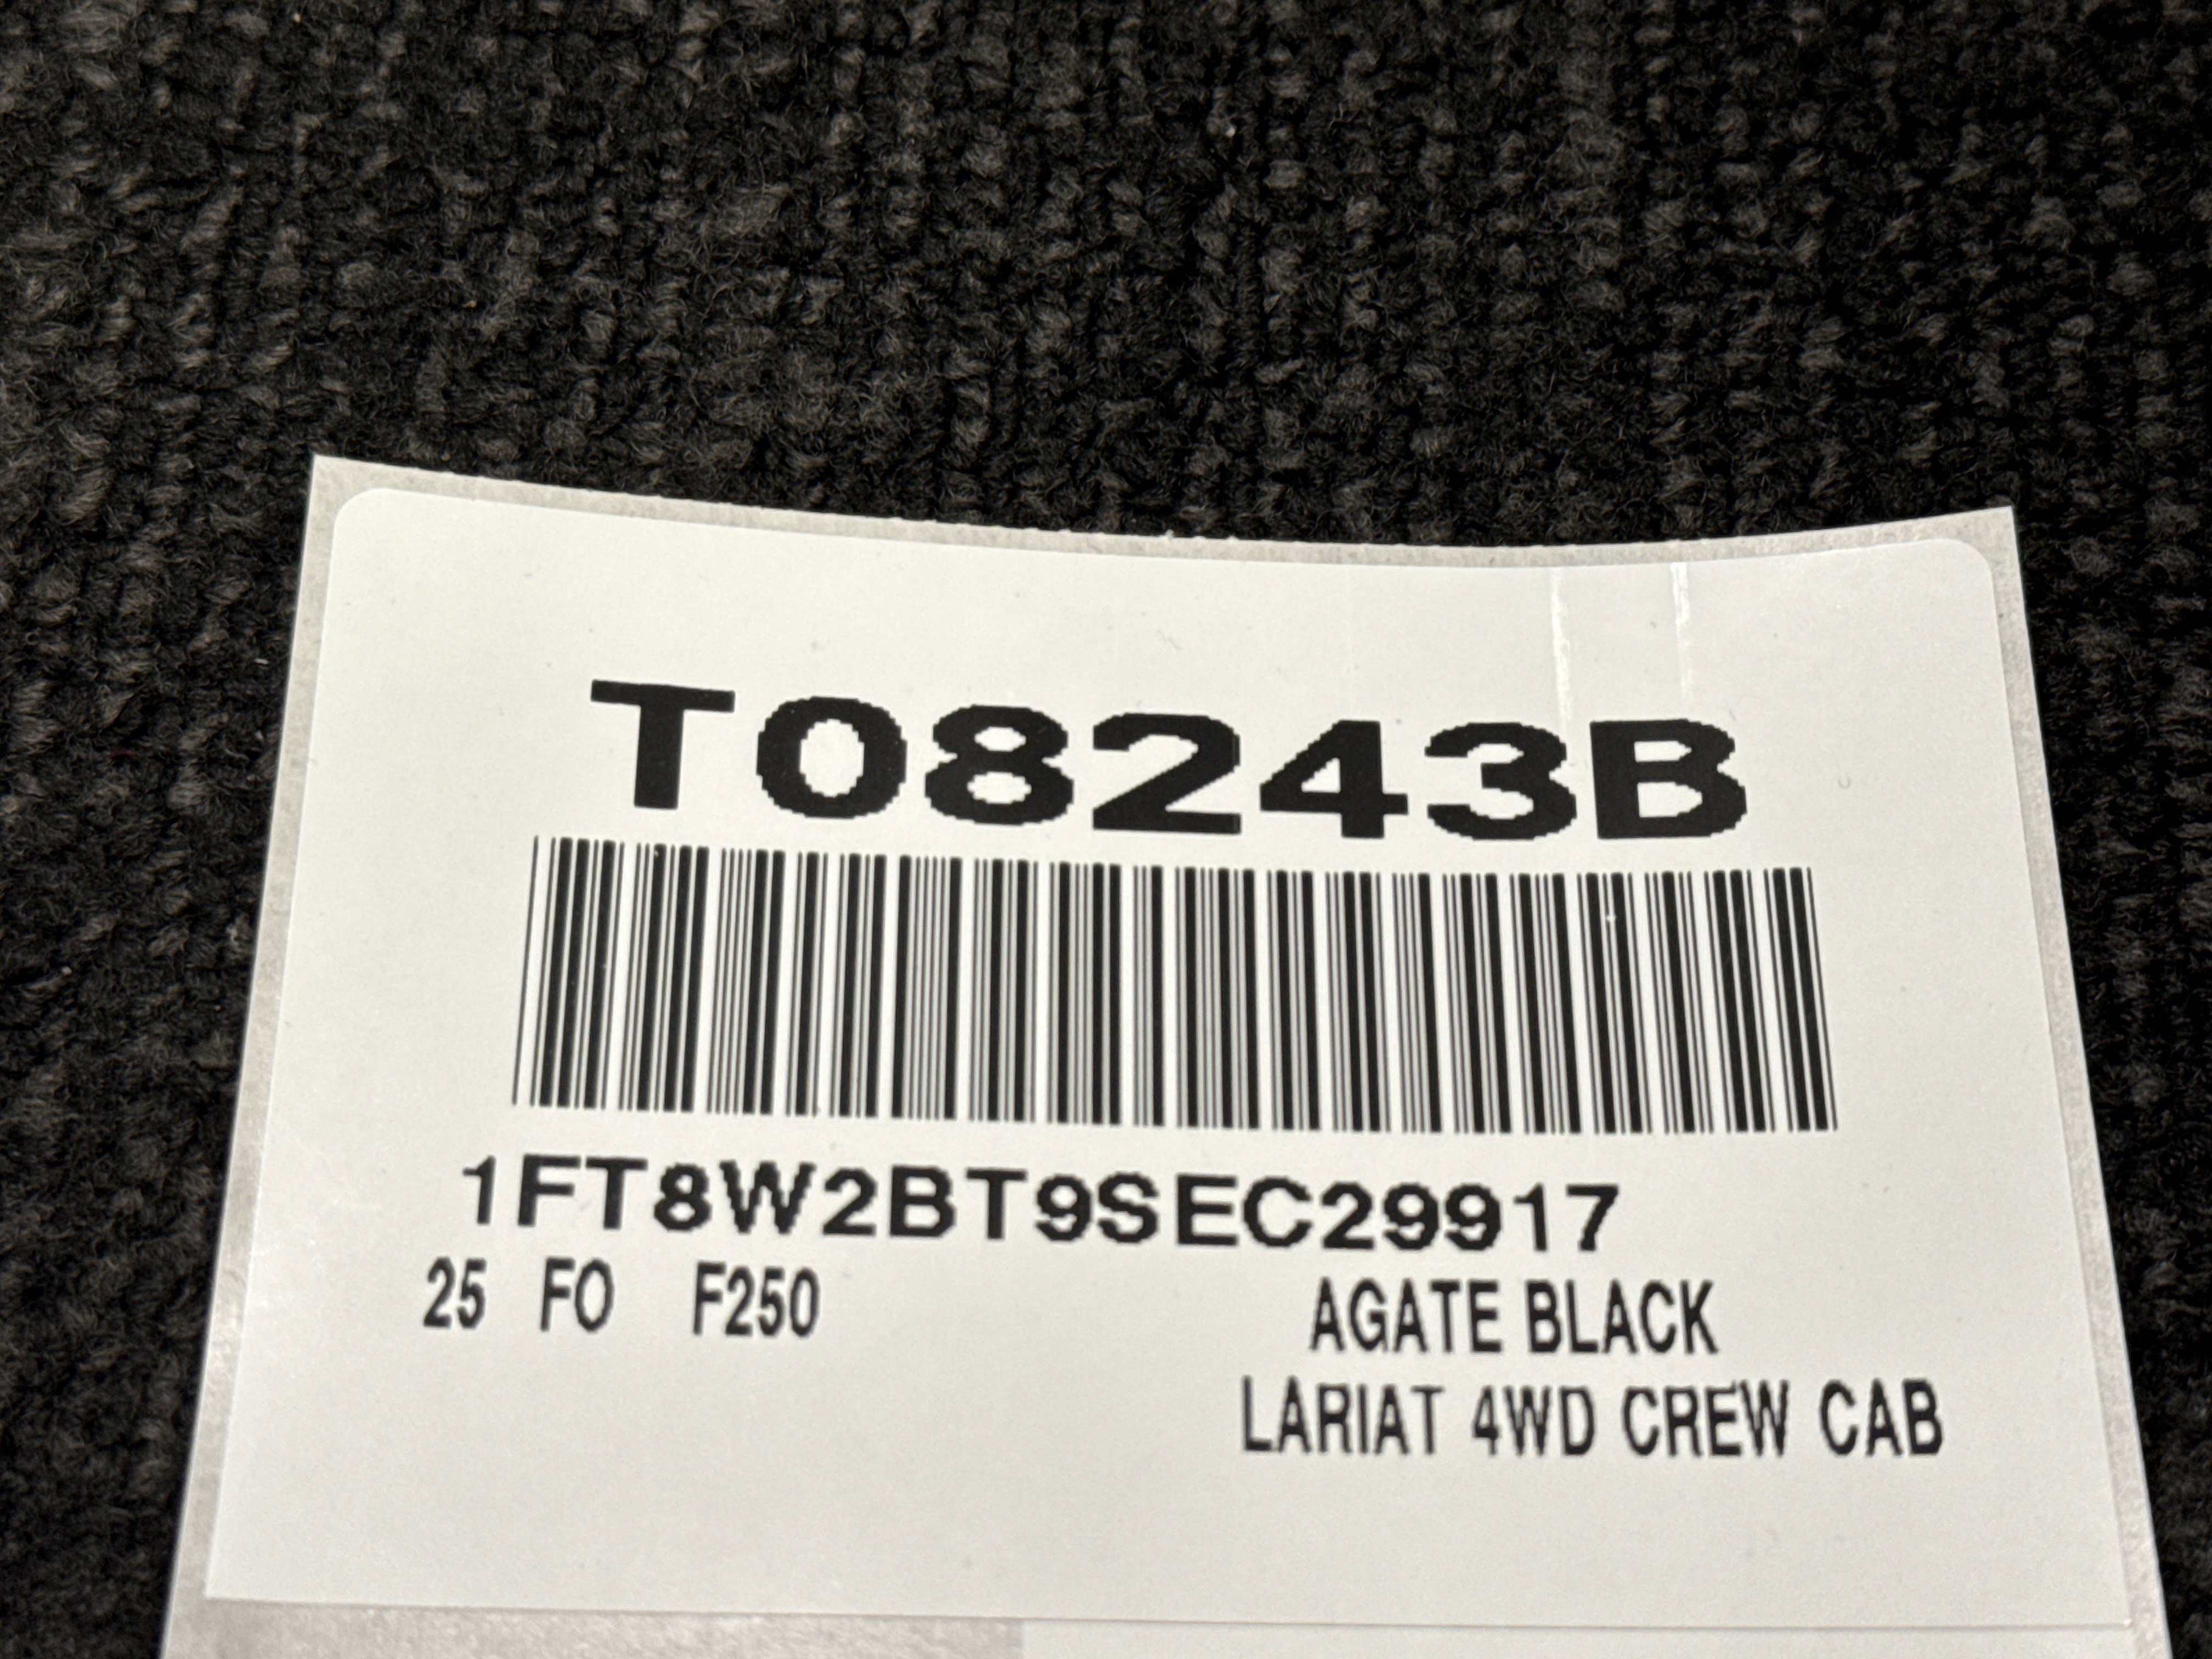 T08243B
1FT8W2BT9SEC29917
25 FO F250 AGATE BLACK
LARIAT 4WD CREW CAB